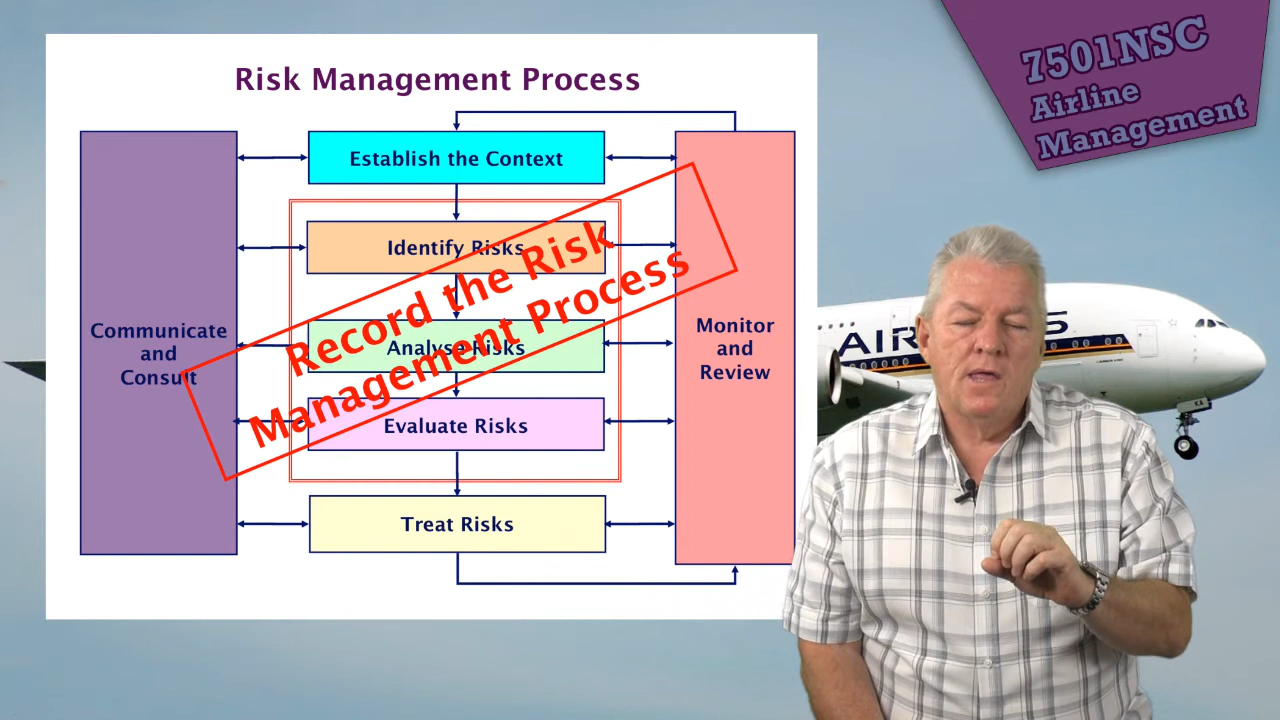 Risk Management Process
7501NSC
Airline
Management
Establish the Context
Identify Risks
Analyse Risks
Evaluate Risks
Treat Risks
Communicate
and
Consult
Monitor
and
Review
Record the Risk
Management Process
AIR
S